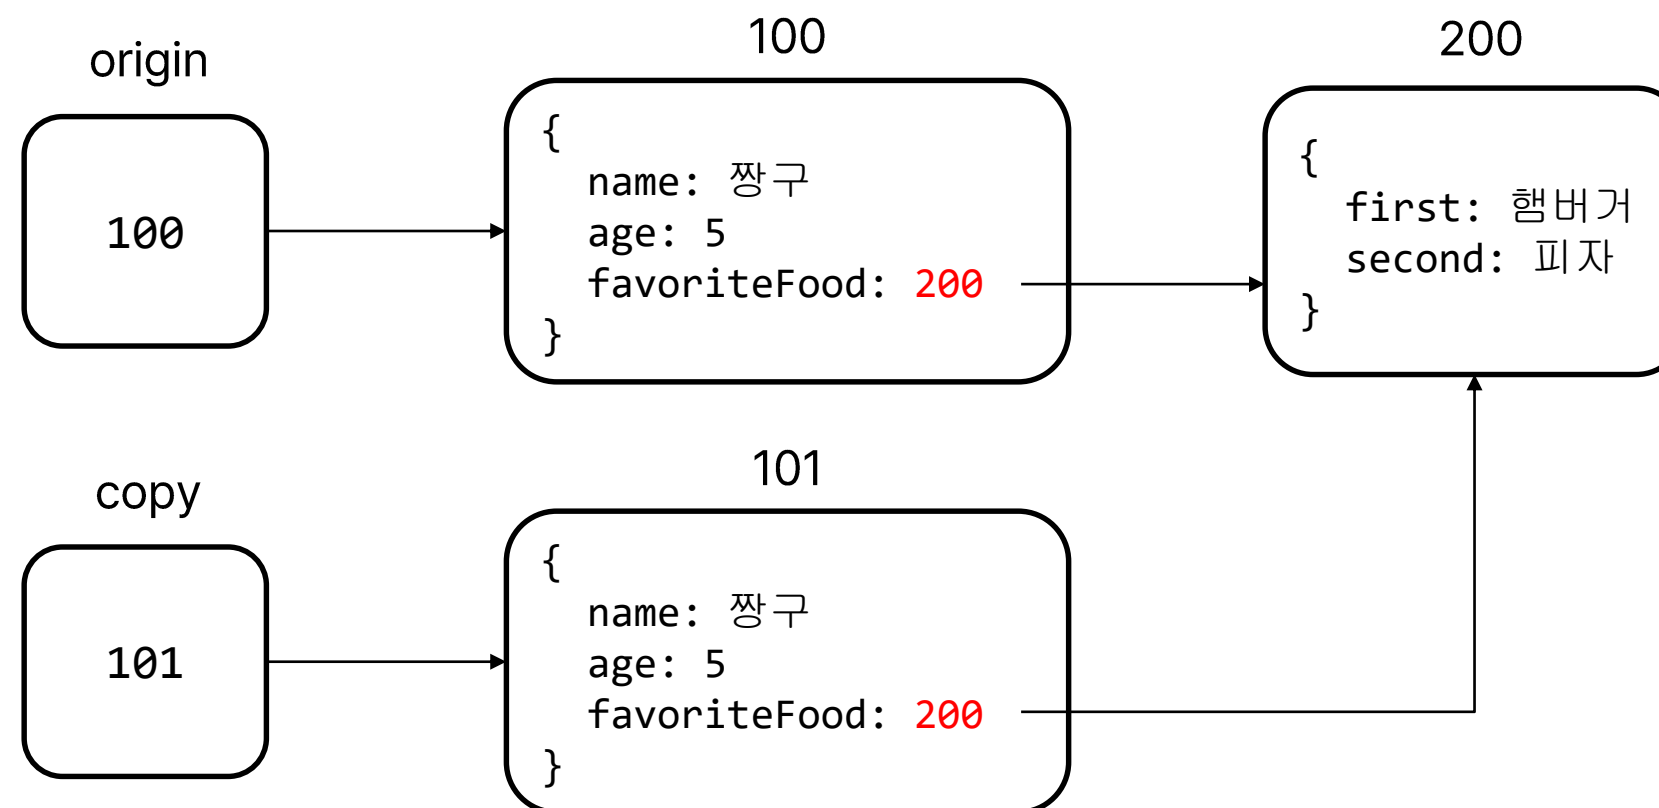 origin
100
100
{
name: 짱구
age: 5
favoriteFood: 200
}
200
{
first: 햄버거
second: 피자
}
copy
101
101
{
name: 짱구
age: 5
favoriteFood: 200
}